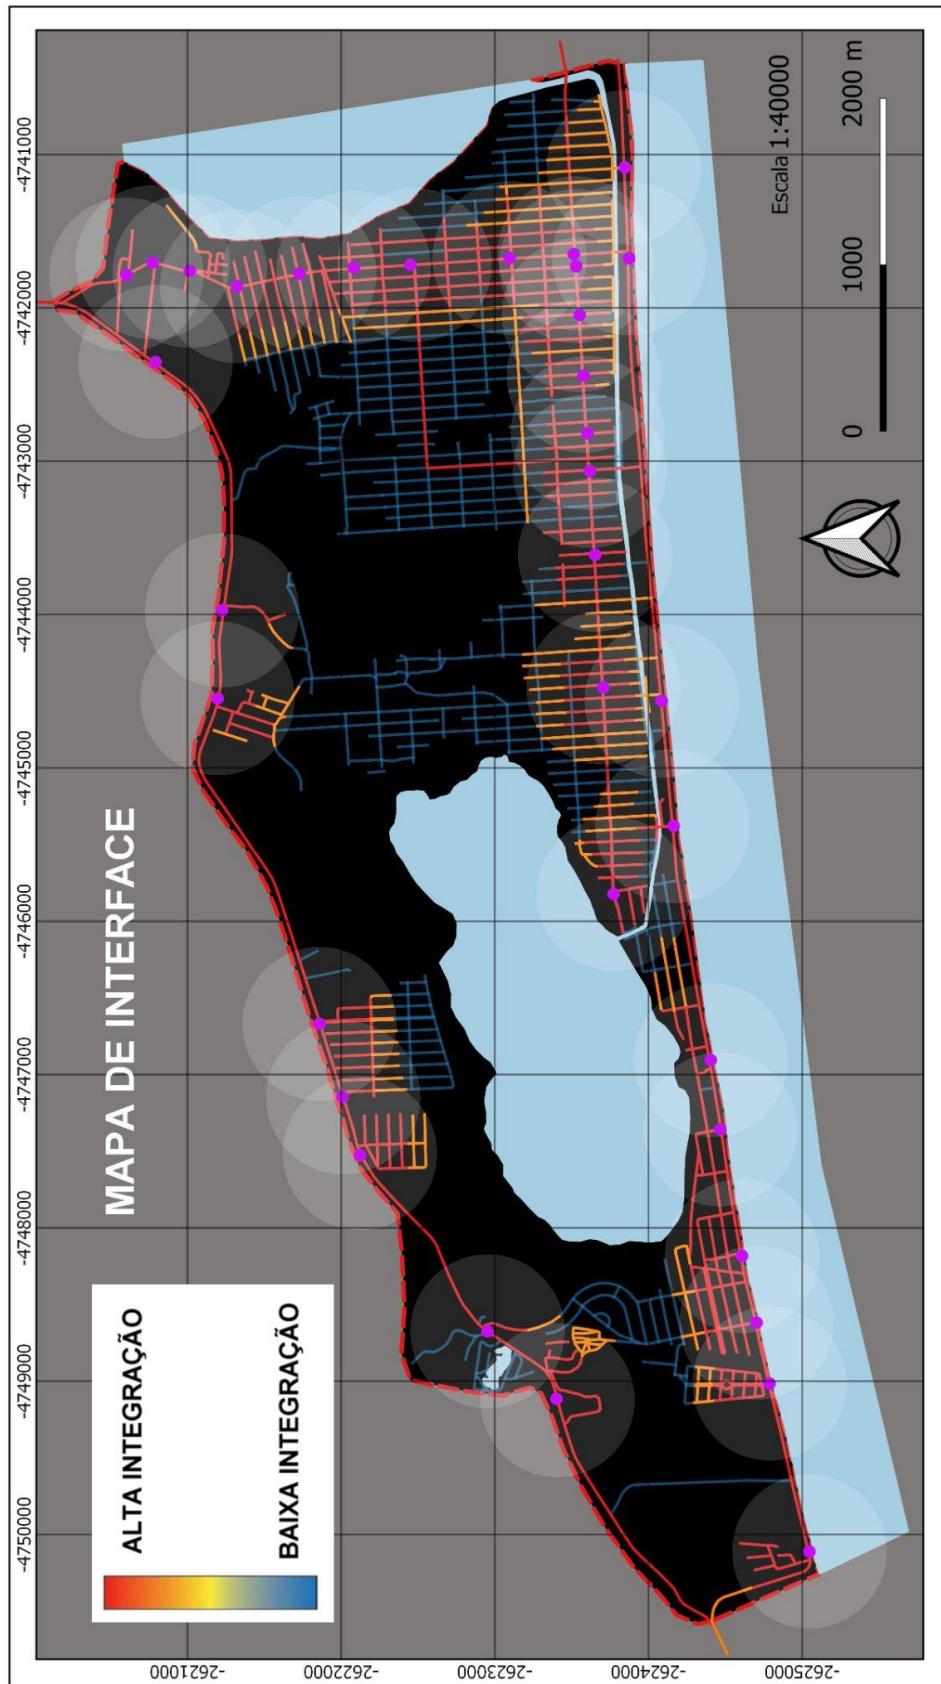 -4750000 -4749000 -4748000 -4747000 -4746000 -4745000 -4744000 -4743000 -4742000 -4741000
MAPA DE INTERFACE
ALTA INTEGRAÇÃO
BAIXA INTEGRAÇÃO
-2621000
-2622000
-2623000
-2624000
-2625000
Escala 1:40000
0 1000 2000 m